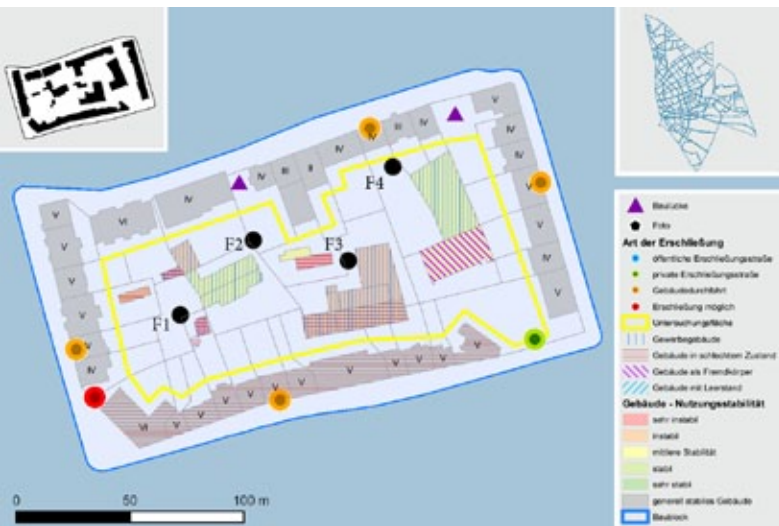 F4
F2
F3
F1
0 50 100 m
Baulücke
Foto
Art der Erschließung
öffentliche Erschließungsstraße
private Erschließungsstraße
Gebäudedurchfahrt
Erschließung möglich
Untersuchungsfläche
Gewerbegebäude
Gebäude in schlechtem Zustand
Gebäude als Fremdkörper
Gebäude mit Leerstand
Gebäude - Nutzungsstabilität
sehr instabil
instabil
mittlere Stabilität
stabil
sehr stabil
generell stabiles Gebäude
Baublock